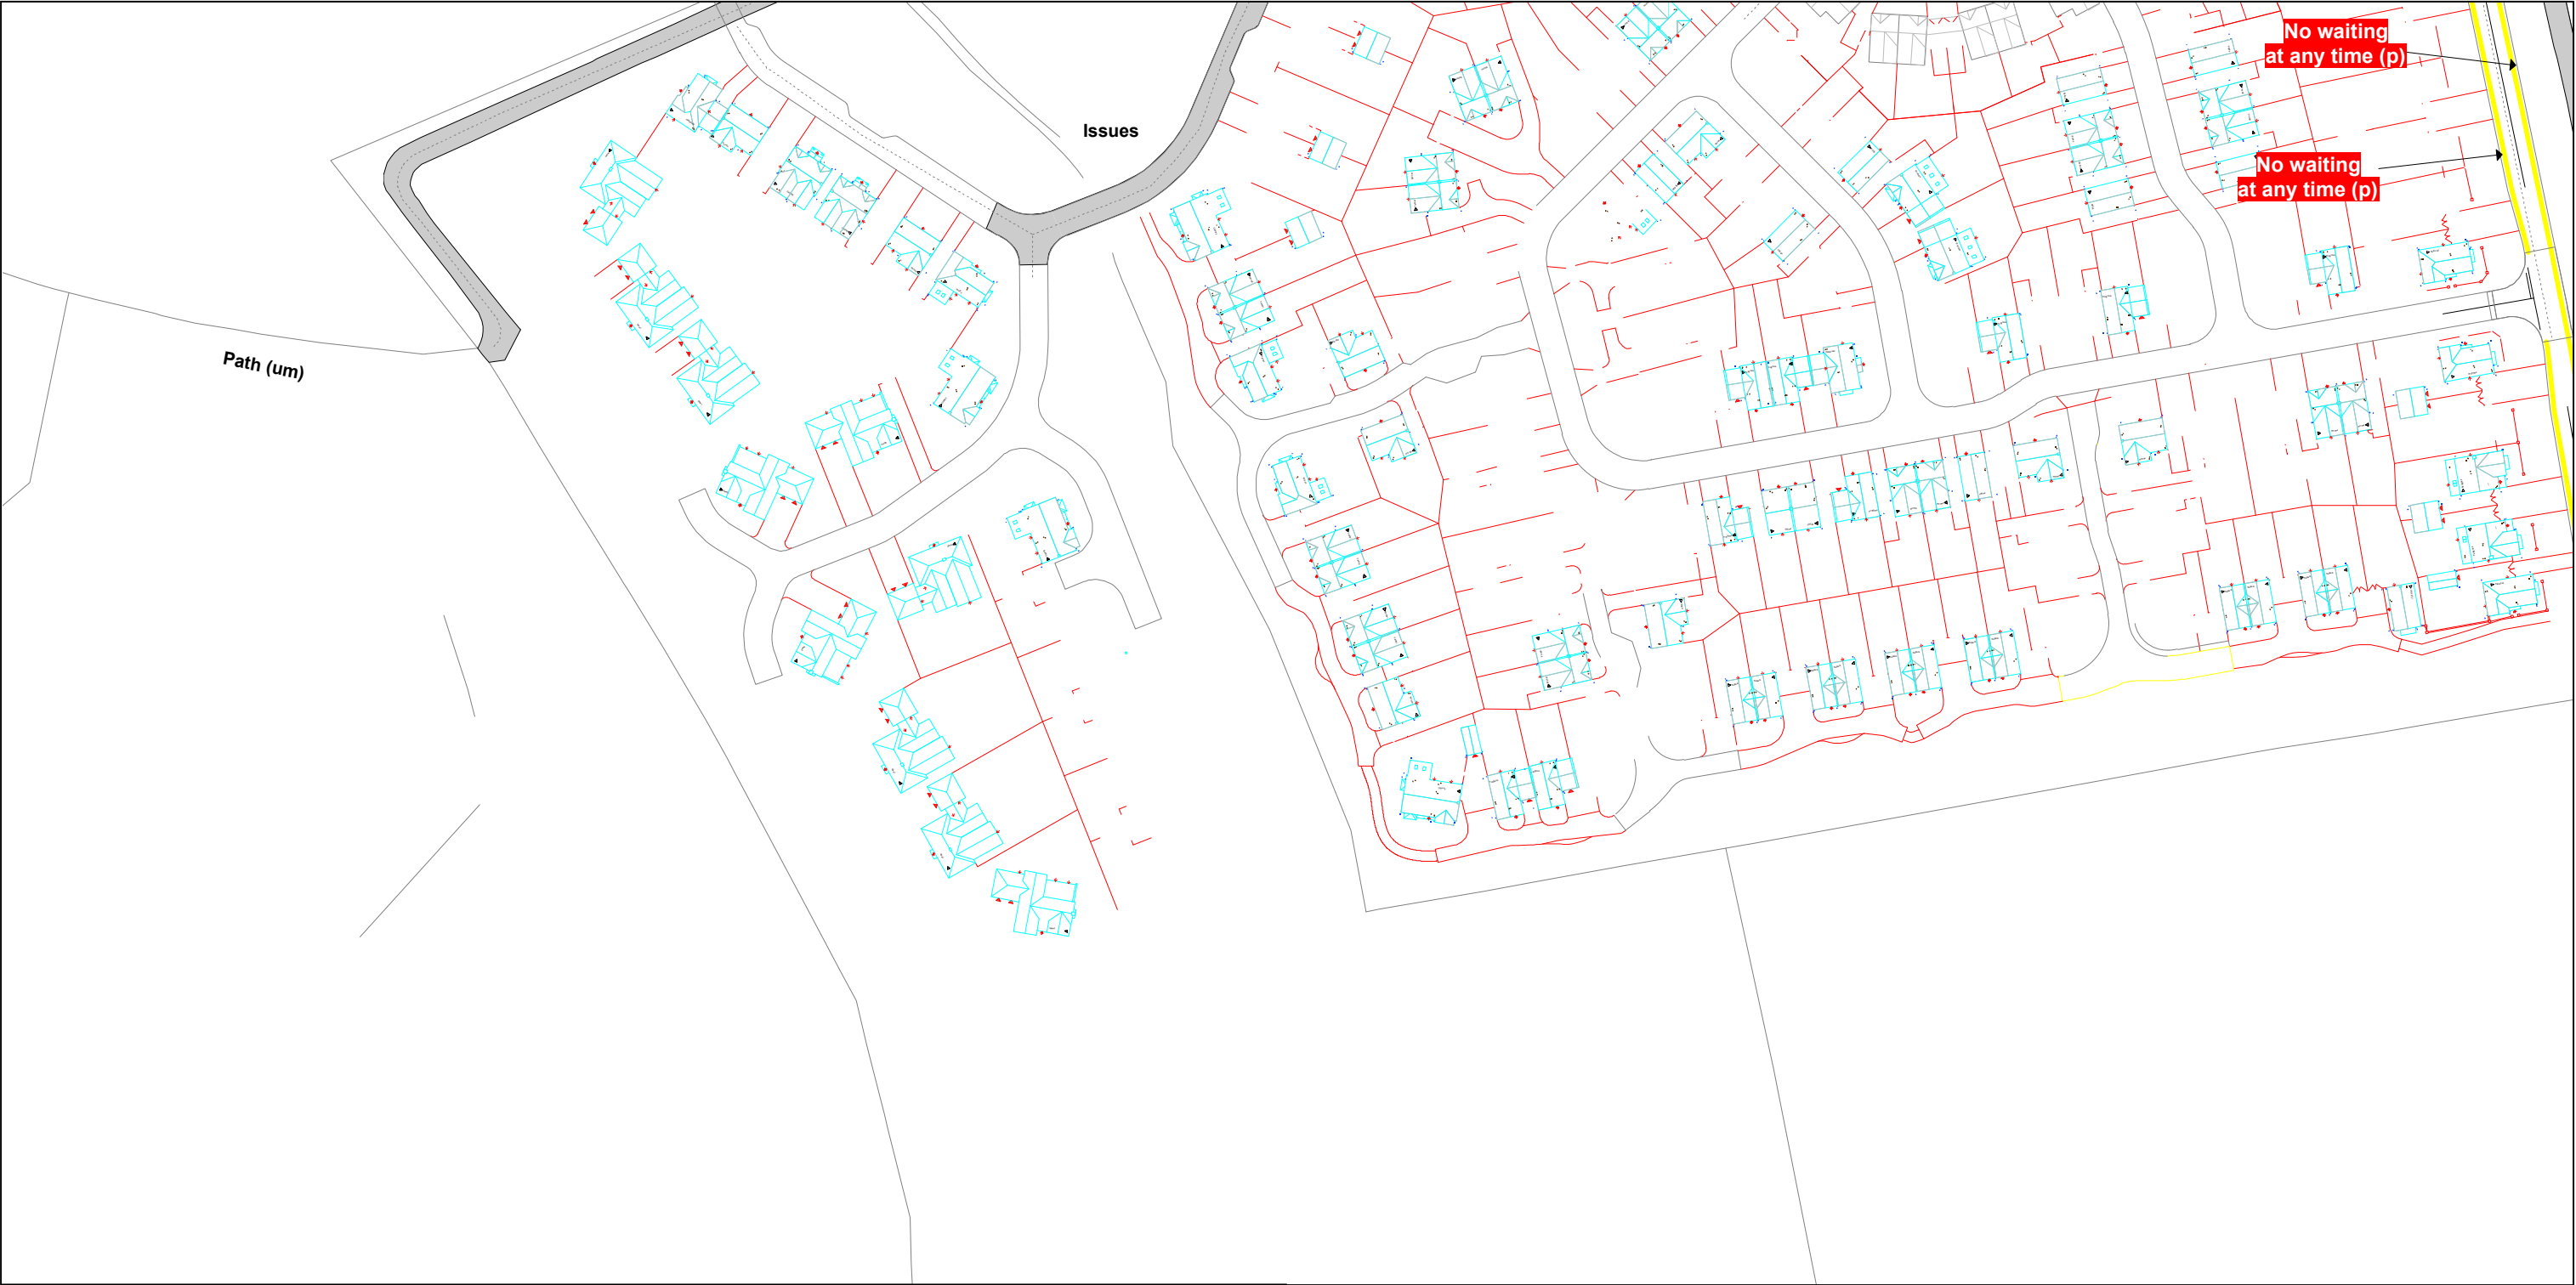 No waiting
at any time (p)
Issues
No waiting
at any time (p)
Path (um)